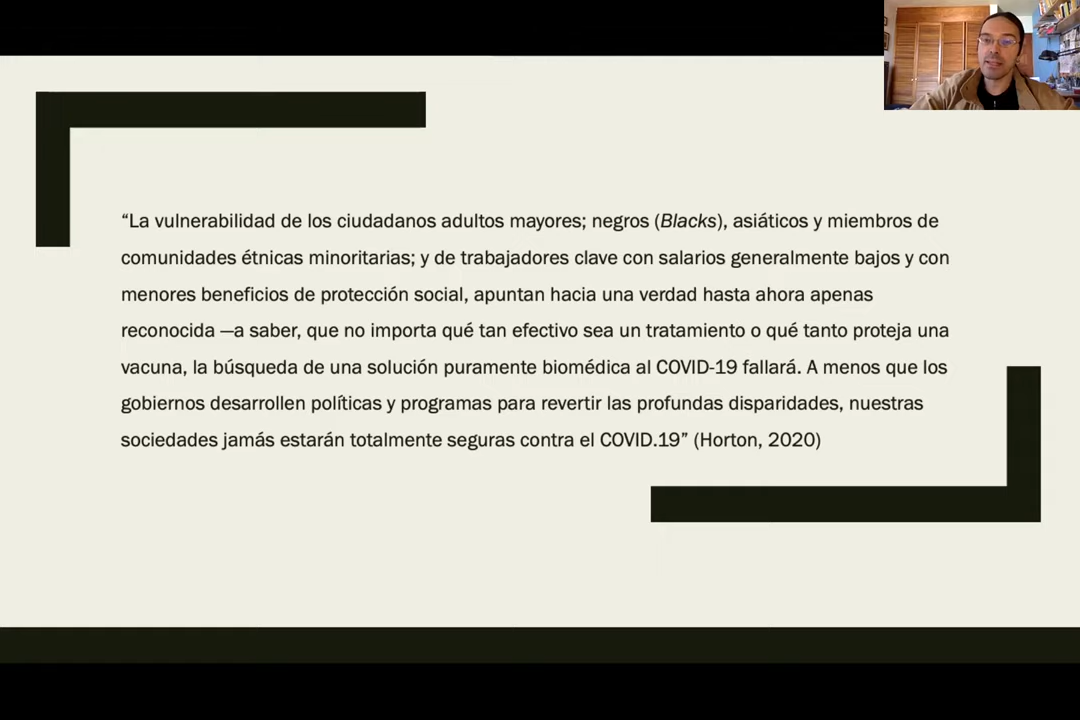 “La vulnerabilidad de los ciudadanos adultos mayores; negros (Blacks), asiáticos y miembros de
comunidades étnicas minoritarias; y de trabajadores clave con salarios generalmente bajos y con
menores beneficios de protección social, apuntan hacia una verdad hasta ahora apenas
reconocida —a saber, que no importa qué tan efectivo sea un tratamiento o qué tanto proteja una
vacuna, la búsqueda de una solución puramente biomédica al COVID-19 fallará. A menos que los
gobiernos desarrollen políticas y programas para revertir las profundas disparidades, nuestras
sociedades jamás estarán totalmente seguras contra el COVID.19” (Horton, 2020)